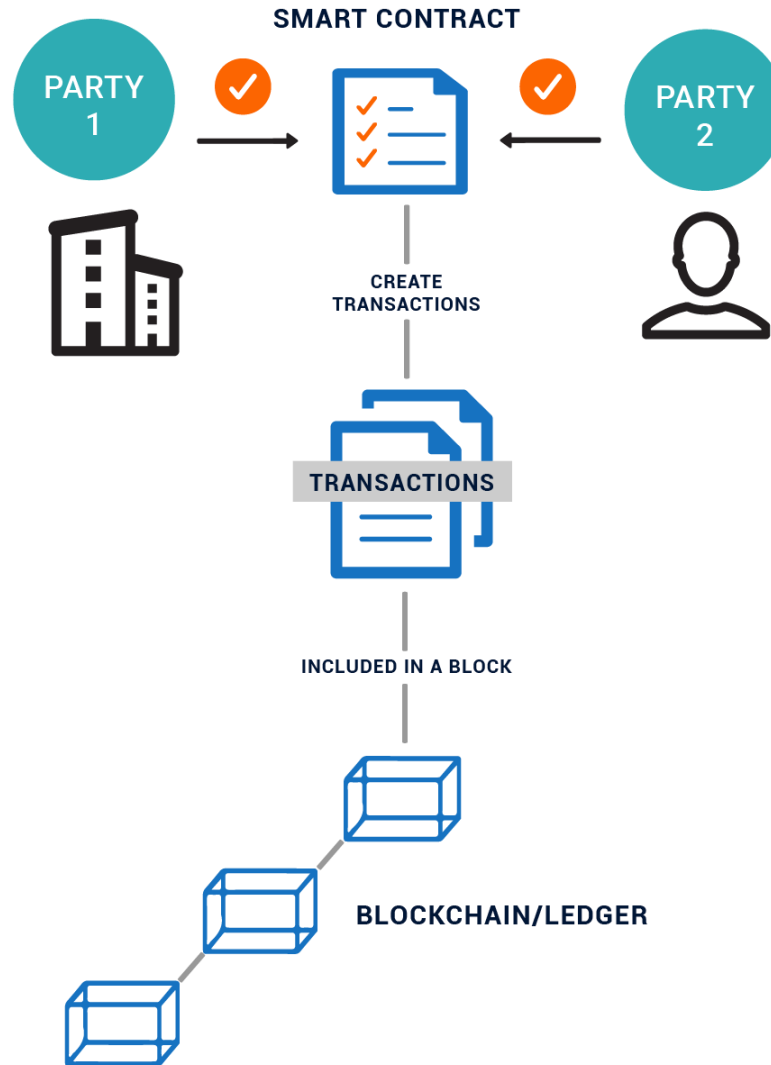 SMART CONTRACT
PARTY
1
PARTY
2
CREATE
TRANSACTIONS
TRANSACTIONS
INCLUDED IN A BLOCK
BLOCKCHAIN/LEDGER